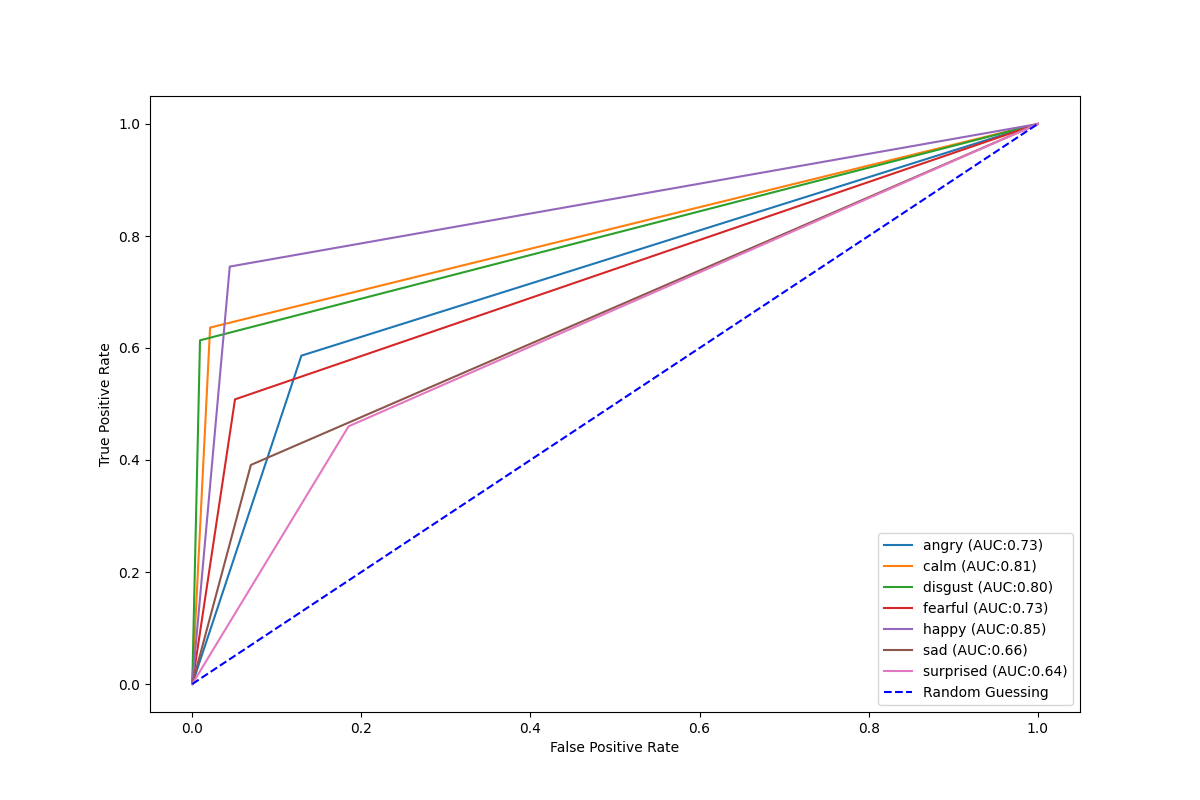 1.0
0.8
0.6
0.4
0.2
0.0
True Positive Rate
0.0 0.2 0.4 0.6 0.8 1.0
False Positive Rate
angry (AUC:0.73)
calm (AUC:0.81)
disgust (AUC:0.80)
fearful (AUC:0.73)
happy (AUC:0.85)
sad (AUC:0.66)
surprised (AUC:0.64)
Random Guessing